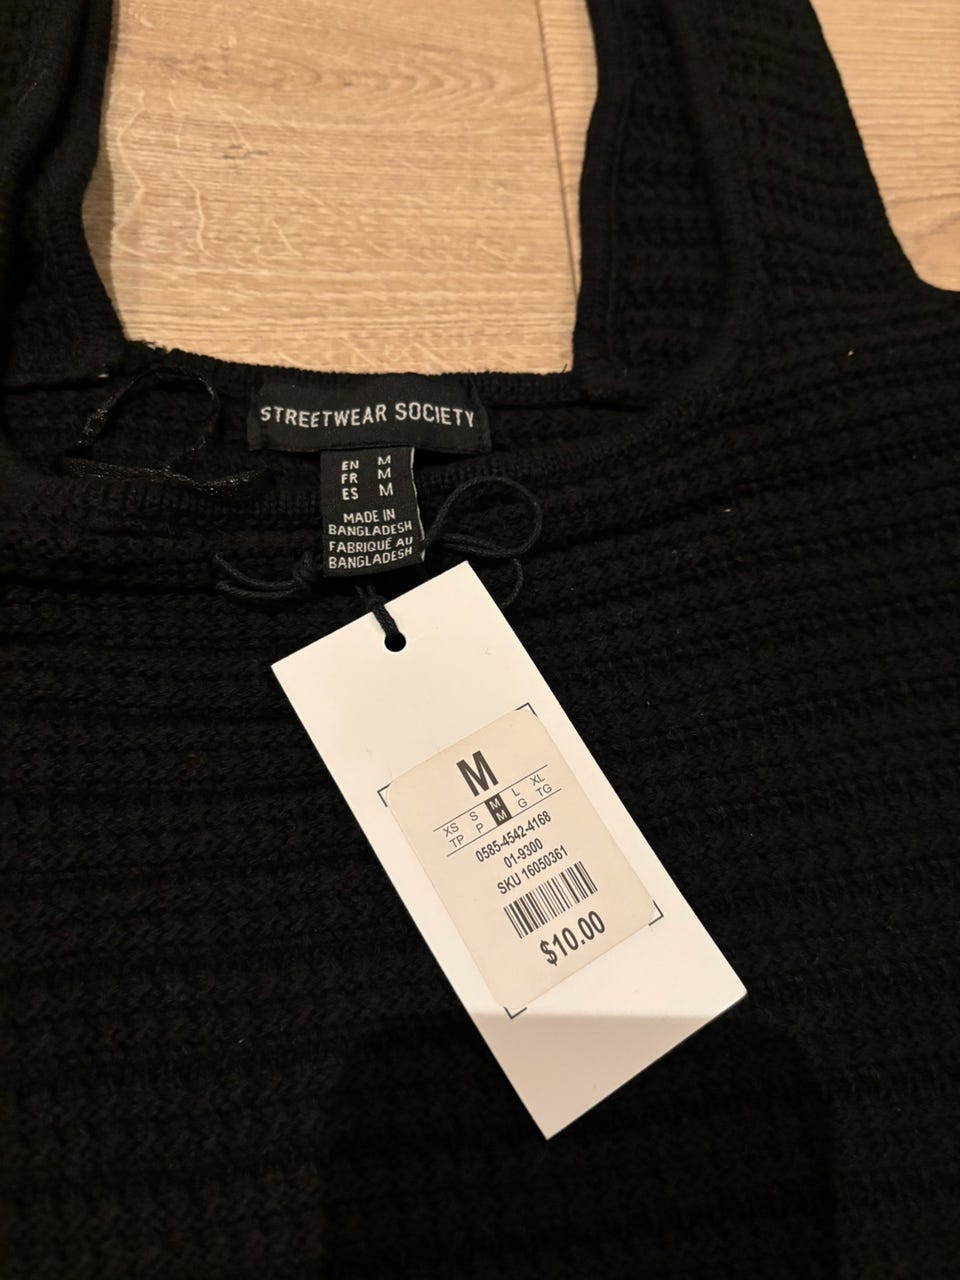 STREETWEAR SOCIETY
EN M
FR M
ES M
MADE IN
BANGLADESH
FABRIQUÉ AU
BANGLADESH
M
XS S M L XL
TP P M G TG
0585-4542-4168
01-9300
SKU 16050361
$10.00